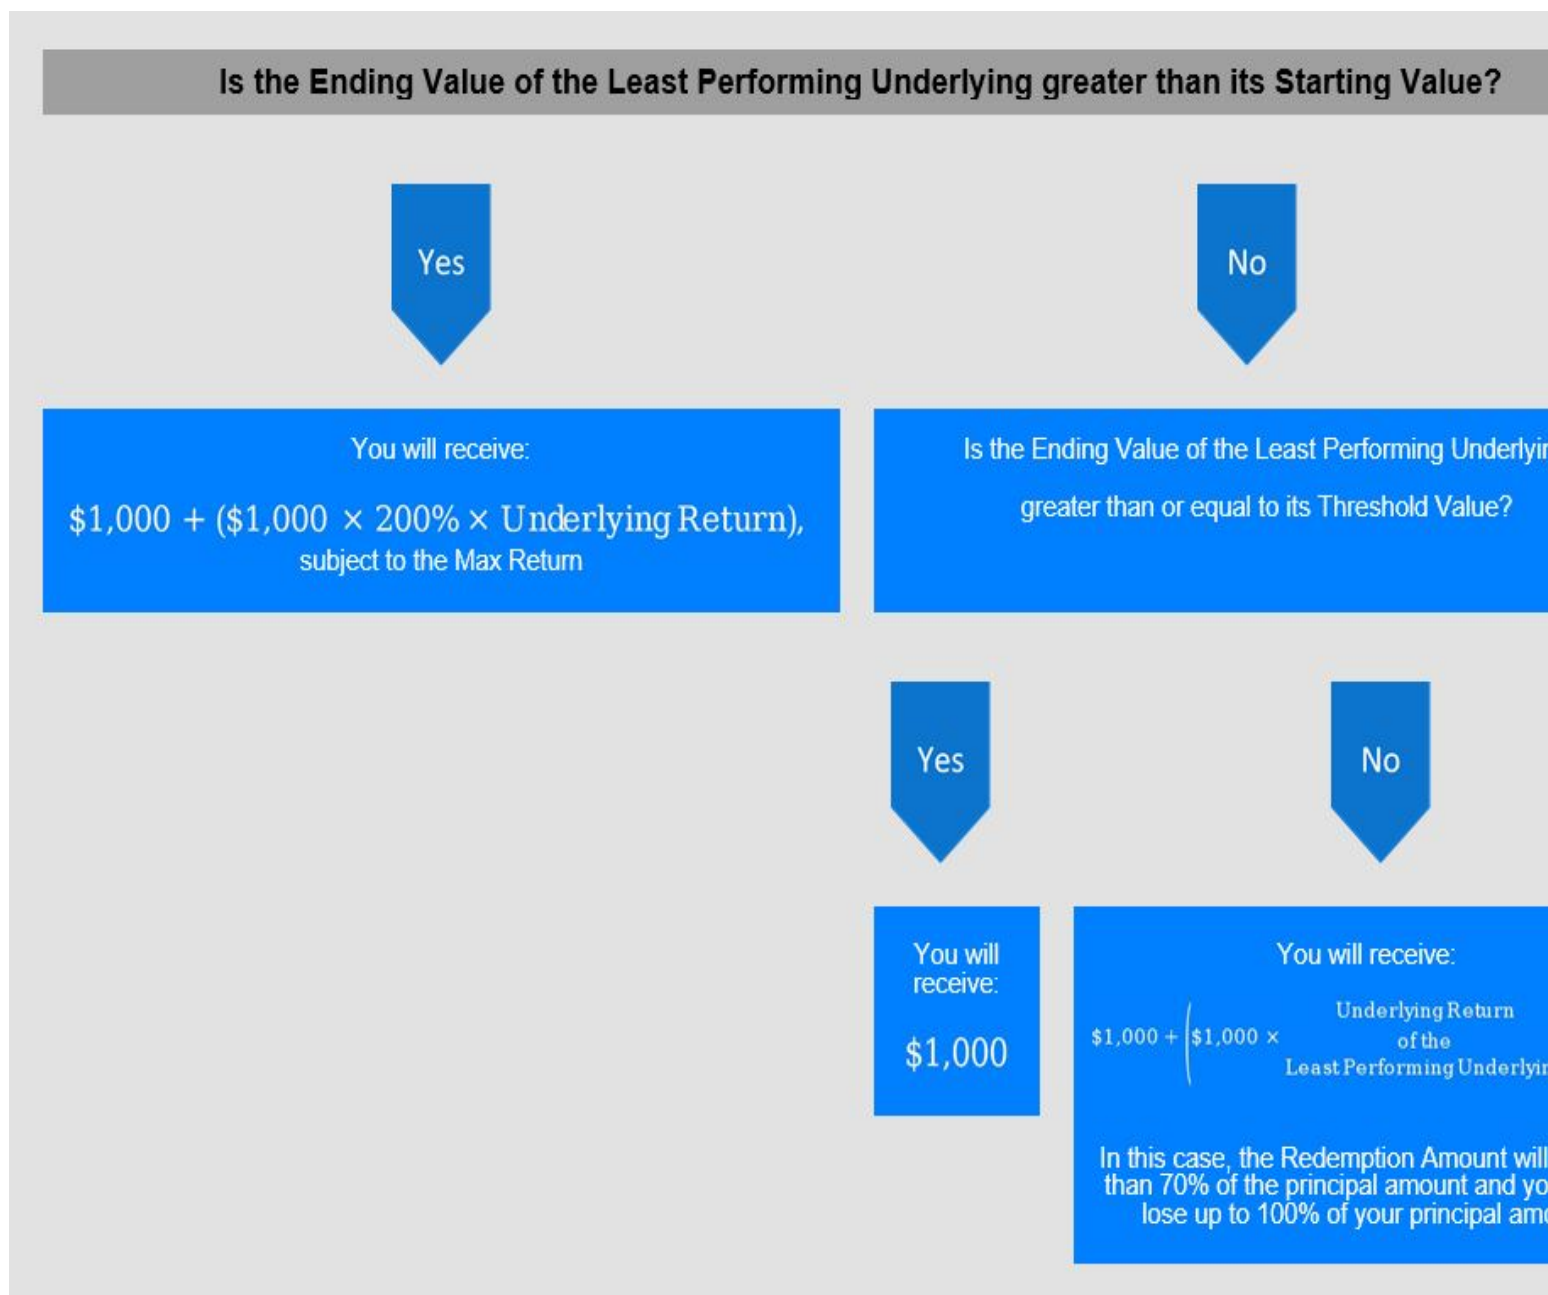 Is the Ending Value of the Least Performing Underlying greater than its Starting Value?
Yes
No
You will receive:
$1,000 + ($1,000 × 200% × Underlying Return),
subject to the Max Return
Is the Ending Value of the Least Performing
greater than or equal to its Threshold Value?
Yes
No
You will
receive:
$1,000
You will receive:
Underlying Return
$1,000 + ($1,000 ×
of the
Least Performing
In this case, the Redemption Amount will
than 70% of the principal amount and
lose up to 100% of your principal